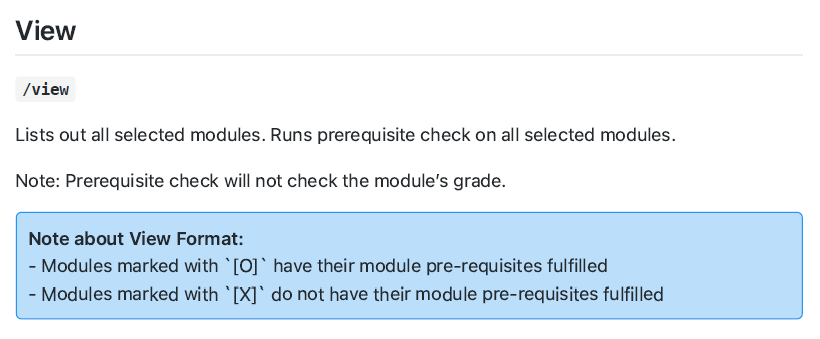 View
/view
Lists out all selected modules. Runs prerequisite check on all selected modules.
Note: Prerequisite check will not check the module’s grade.
Note about View Format:
- Modules marked with `[O]` have their module pre-requisites fulfilled
- Modules marked with `[X]` do not have their module pre-requisites fulfilled